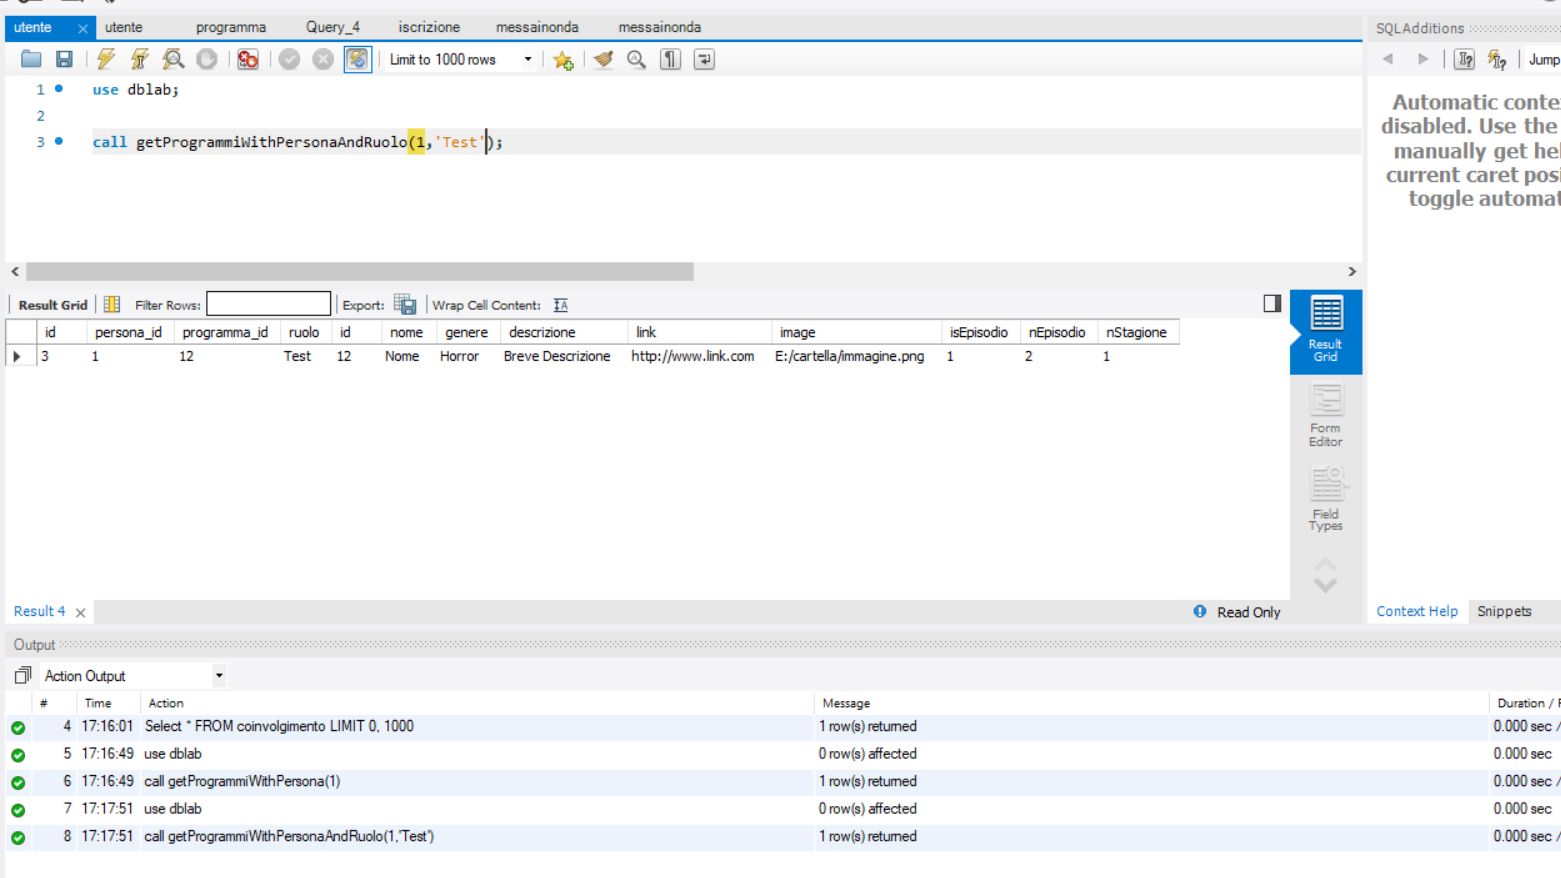 utente utente programma Query_4 iscrizione messainonda messainonda
SQLAdditions
Limit to 1000 rows
Jump
1 use dblab;
2
3 call getProgrammiWithPersonaAndRuolo(1,'Test');
Automatic
disabled. Use the
manually get
current caret
toggle
Result Grid Filter Rows: Export: Wrap Cell Content:
id persona_id programma_id ruolo id nome genere descrizione link image isEpisodio nEpisodio nStagione
3 1 12 Test 12 Nome Horror Breve Descrizione http://www.link.com E:/cartella/immagine.png 1 2 1
Result
Grid
Form
Editor
Field
Types
Result 4 Read Only
Context Help Snippets
Output
Action Output
# Time Action Message Duration /
4 17:16:01 Select * FROM coinvolgimento LIMIT 0, 1000 1 row(s) returned 0.000 sec /
5 17:16:49 use dblab 0 row(s) affected 0.000 sec
6 17:16:49 call getProgrammiWithPersona(1) 1 row(s) returned 0.000 sec /
7 17:17:51 use dblab 0 row(s) affected 0.000 sec
8 17:17:51 call getProgrammiWithPersonaAndRuolo(1,'Test') 1 row(s) returned 0.000 sec /